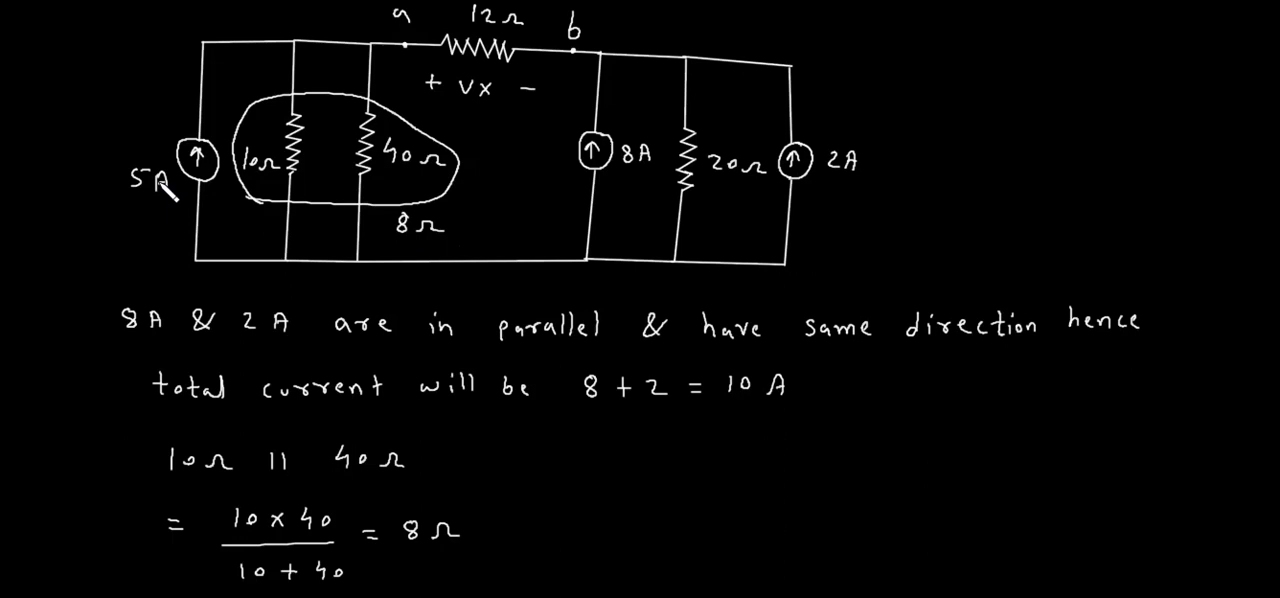 a 12Ω b
+ Vx -
5A 10Ω 40Ω 8A 20Ω 2A
8Ω
8A & 2A are in parallel & have same direction hence
total current will be 8 + 2 = 10 A
10Ω || 40Ω
= 10 × 40 = 8Ω
10 + 40